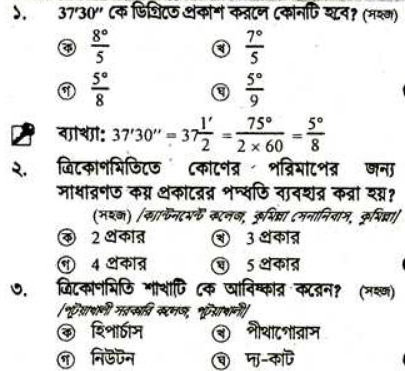 ১. 37'30" কে ডিগ্রিতে প্রকাশ করলে কোনটি হবে? (সহজ)
ক 8°/5 খ 7°/5
গ 5°/8 ঘ 5°/9
ব্যাখ্যা: 37'30'' = 37 1'/2 = 75°/(2 × 60) = 5°/8
২. ত্রিকোণমিতিতে কোণের পরিমাপের জন্য
সাধারণত কয় প্রকারের পদ্ধতি ব্যবহার করা হয়?
(সহজ) [ক্যান্টনমেন্ট কলেজ, কুমিল্লা সেনানিবাস, কুমিল্লা]
ক 2 প্রকার খ 3 প্রকার
গ 4 প্রকার ঘ 5 প্রকার
৩. ত্রিকোণমিতি শাখাটি কে আবিষ্কার করেন? (সহজ)
[পটুয়াখালী সরকারি কলেজ, পটুয়াখালী]
ক হিপার্চাস খ পীথাগোরাস
গ নিউটন ঘ দ্য-কার্ট